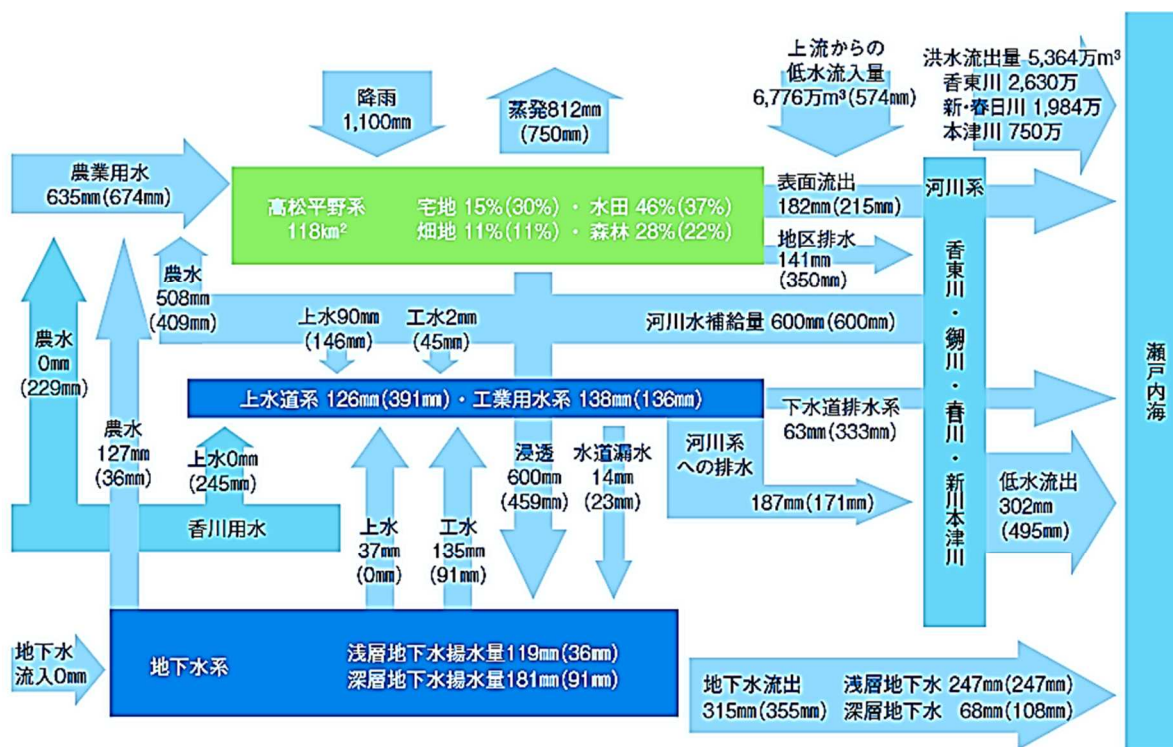 降雨
1,100mm
蒸発812mm
(750mm)
上流からの
低水流入量
6,776万m³(574mm)
洪水流出量 5,364万m³
香東川 2,630万
新・春日川 1,984万
本津川 750万
農業用水
635mm(674mm)
高松平野系
118km²
宅地 15%(30%)・水田 46%(37%)
畑地 11%(11%)・森林 28%(22%)
表面流出
182mm(215mm)
地区排水
141mm
(350mm)
河川系
香東川・
川・春川・新川本津川
瀬戸内海
農水
508mm
(409mm)
農水
0mm
(229mm)
農水
127mm
(36mm)
上水90mm
(146mm)
工水2mm
(45mm)
河川水補給量 600mm(600mm)
上水道系 126mm(391mm)・工業用水系 138mm(136mm)
下水道排水系
63mm(333mm)
上水0mm
(245mm)
香川用水
上水
37mm
(0mm)
工水
135mm
(91mm)
浸透
600mm
(459mm)
水道漏水
14mm
(23mm)
河川系
への排水
187mm(171mm)
低水流出
302mm
(495mm)
地下水
流入0mm
地下水系
浅層地下水揚水量119mm(36mm)
深層地下水揚水量181mm(91mm)
地下水流出
315mm(355mm)
浅層地下水 247mm(247mm)
深層地下水 68mm(108mm)